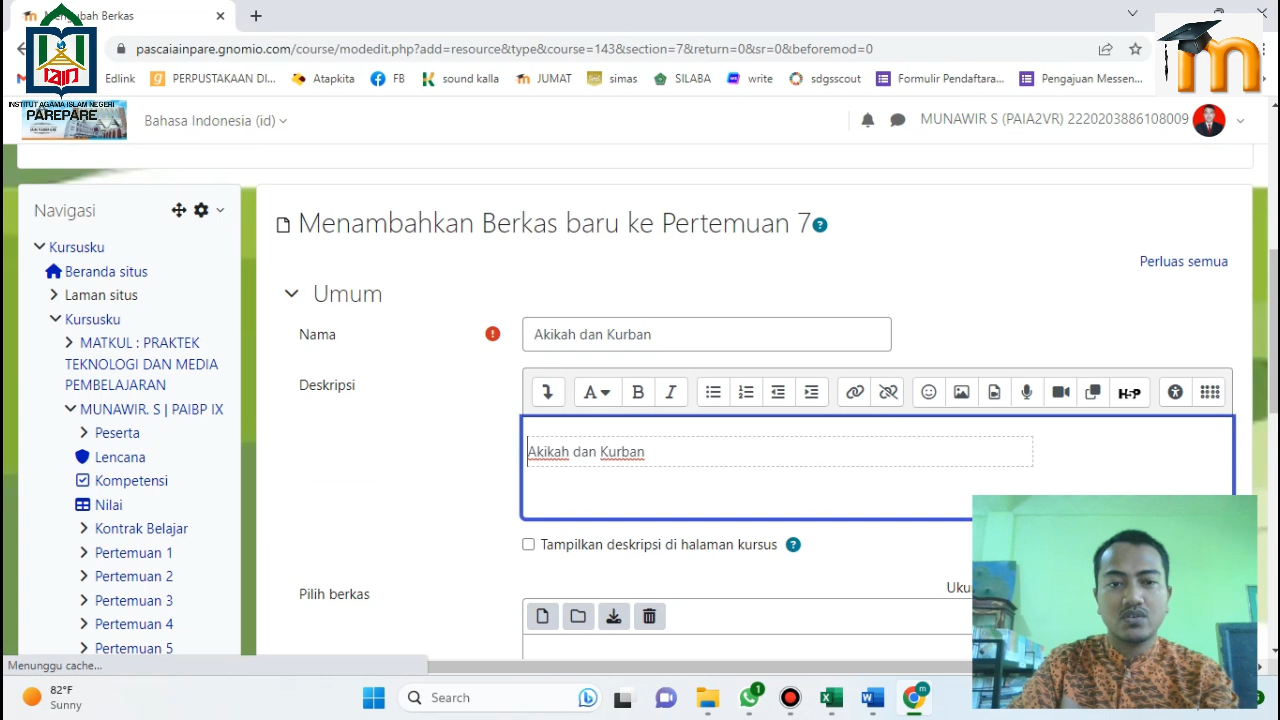 Mengubah Berkas
pascaiainpare.gnomio.com/course/modedit.php?add=resource&type&course=143&section=7&return=0&sr=0&beforemod=0
Edlink
PERPUSTAKAAN DI...
Atapkita
FB
sound kalla
JUMAT
simas
SILABA
write
sdgsscout
Formulir Pendaftara...
Pengajuan Messen...
iain
INSTITUT AGAMA ISLAM NEGERI
PAREPARE
Bahasa Indonesia (id)
MUNAWIR S (PAIA2VR) 2220203886108009
Navigasi
Kursusku
Beranda situs
Laman situs
Kursusku
MATKUL : PRAKTEK
TEKNOLOGI DAN MEDIA
PEMBELAJARAN
MUNAWIR. S | PAIBP IX
Peserta
Lencana
Kompetensi
Nilai
Kontrak Belajar
Pertemuan 1
Pertemuan 2
Pertemuan 3
Pertemuan 4
Pertemuan 5
Menambahkan Berkas baru ke Pertemuan 7
Perluas semua
Umum
Nama
Akikah dan Kurban
Deskripsi
A
B
I
H5P
Akikah dan Kurban
Tampilkan deskripsi di halaman kursus
Pilih berkas
Uku
Menunggu cache...
82°F
Sunny
Search
1